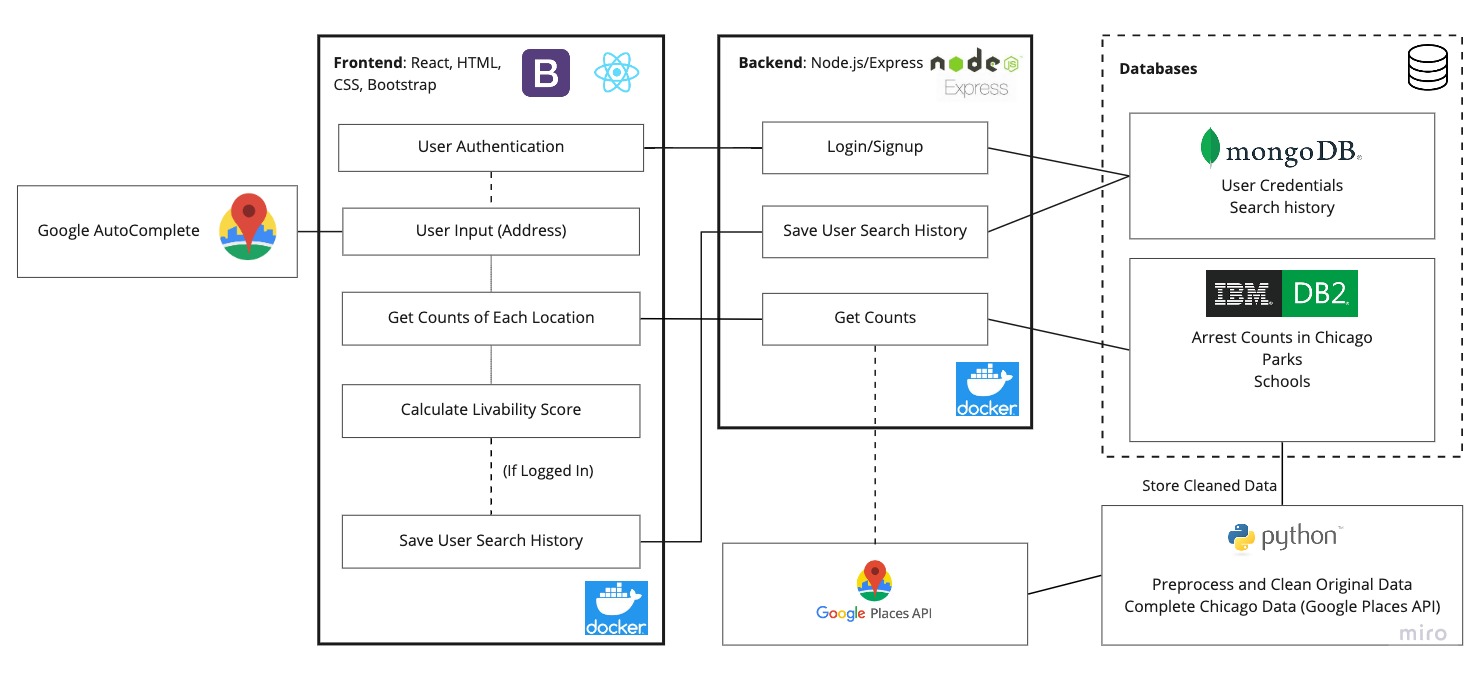 Google AutoComplete
Frontend: React, HTML,
CSS, Bootstrap
B
User Authentication
User Input (Address)
Get Counts of Each Location
Calculate Livability Score
(If Logged In)
Save User Search History
docker
Backend: Node.js/Express
node
JS
Express
Login/Signup
Save User Search History
Get Counts
docker
Google Places API
Databases
mongoDB®
User Credentials
Search history
IBM® DB2®
Arrest Counts in Chicago
Parks
Schools
Store Cleaned Data
python™
Preprocess and Clean Original Data
Complete Chicago Data (Google Places API)
miro